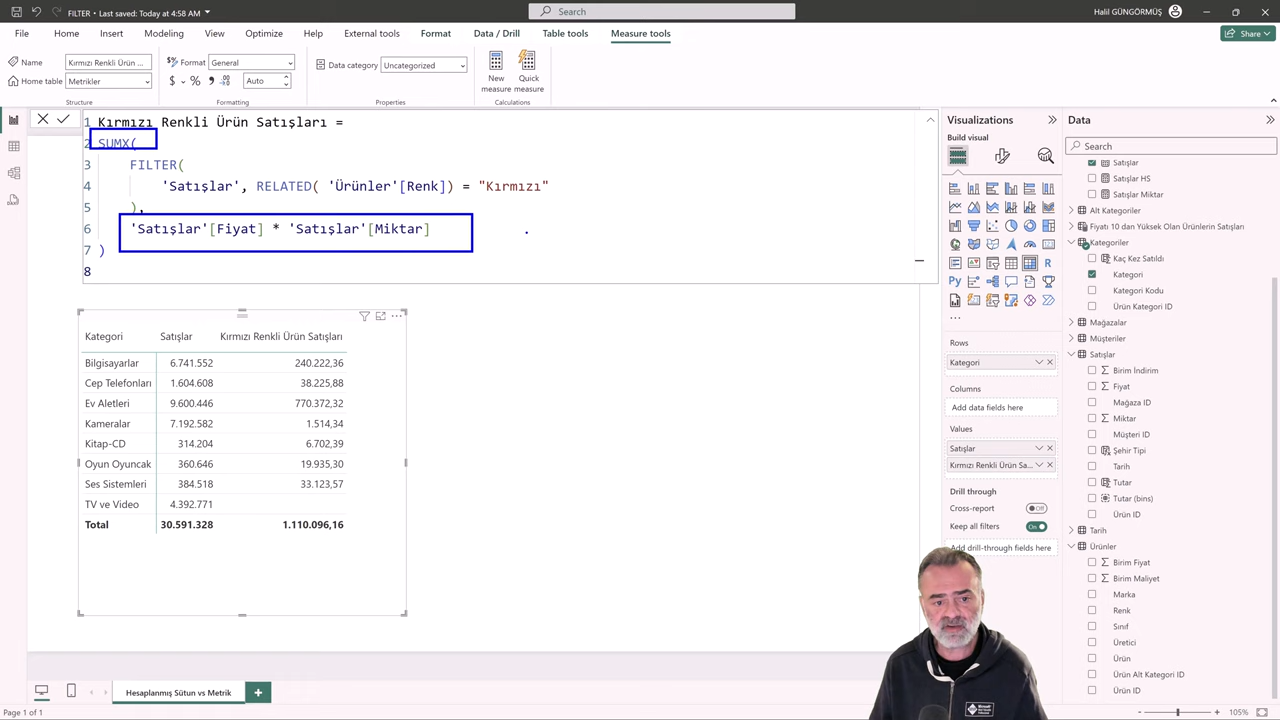 FILTER • Last saved: Today at 4:58 AM
Search
Halil GÜNGÖRMÜŞ
File Home Insert Modeling View Optimize Help External tools Format Data / Drill Table tools Measure tools
Share
Name Kırmızı Renkli Ürün ...
Home table Metrikler
Structure
Format General
$ % Auto
Formatting
Data category Uncategorized
Properties
New measure
Quick measure
Calculations
1 Kırmızı Renkli Ürün Satışları =
2 SUMX(
3 FILTER(
4 'Satışlar', RELATED( 'Ürünler'[Renk]) = "Kırmızı"
5 ),
6 'Satışlar'[Fiyat] * 'Satışlar'[Miktar]
7 )
8
Kategori Satışlar Kırmızı Renkli Ürün Satışları
Bilgisayarlar 6.741.552 240.222,36
Cep Telefonları 1.604.608 38.225,88
Ev Aletleri 9.600.446 770.372,32
Kameralar 7.192.582 1.514,34
Kitap-CD 314.204 6.702,39
Oyun Oyuncak 360.646 19.935,30
Ses Sistemleri 384.518 33.123,57
TV ve Video 4.392.771
Total 30.591.328 1.110.096,16
Visualizations
Build visual
R
Py
Rows
Kategori
Columns
Add data fields here
Values
Satışlar
Kırmızı Renkli Ürün Sa...
Drill through
Cross-report Off
Keep all filters On
Add drill-through fields here
Data
Search
Satışlar
Satışlar HS
Satışlar Miktar
Alt Kategoriler
Fiyatı 10 dan Yüksek Olan Ürünlerin Satışları
Kategoriler
Kaç Kez Satıldı
Kategori
Kategori Kodu
Ürün Kategori ID
Mağazalar
Müşteriler
Satışlar
Birim İndirim
Fiyat
Mağaza ID
Miktar
Müşteri ID
Şehir Tipi
Tarih
Tutar
Tutar (bins)
Ürün ID
Tarih
Ürünler
Birim Fiyat
Birim Maliyet
Marka
Renk
Sınıf
Üretici
Ürün
Ürün Alt Kategori ID
Ürün ID
Hesaplanmış Sütun vs Metrik
Page 1 of 1
105%